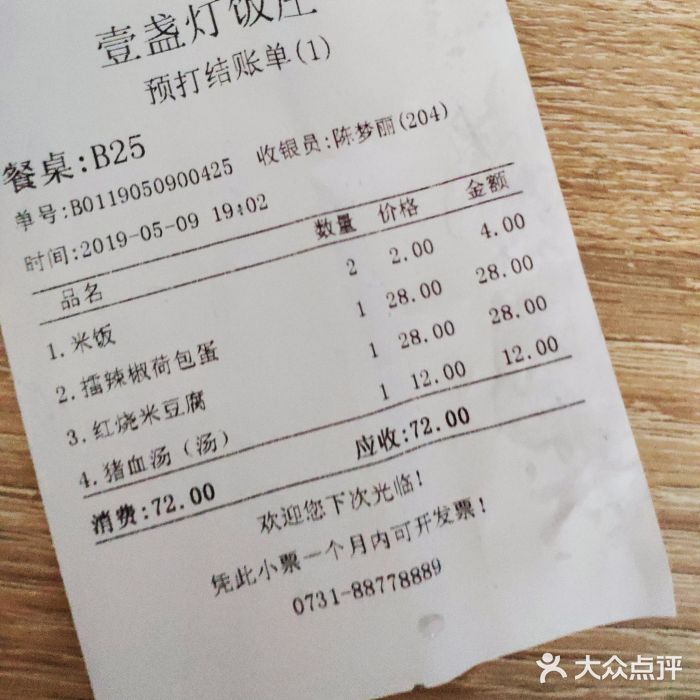 壹盏灯饭庄
预打结账单(1)
餐桌:B25
单号:B0119050900425 收银员:陈梦丽(204)
时间:2019-05-09 19:02
品名 数量 价格 金额
1.米饭 2 2.00 4.00
2.擂辣椒荷包蛋 1 28.00 28.00
3.红烧米豆腐 1 28.00 28.00
4.猪血汤（汤） 1 12.00 12.00
消费:72.00 应收:72.00
欢迎您下次光临!
凭此小票一个月内可开发票!
0731-88778889
大众点评